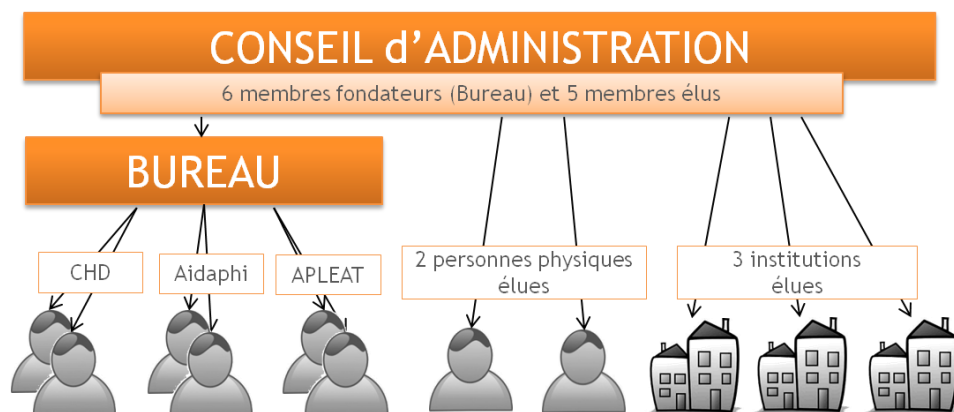 CONSEIL d’ADMINISTRATION
6 membres fondateurs (Bureau) et 5 membres élus
BUREAU
CHD
Aidaphi
APLEAT
2 personnes physiques
élues
3 institutions
élues